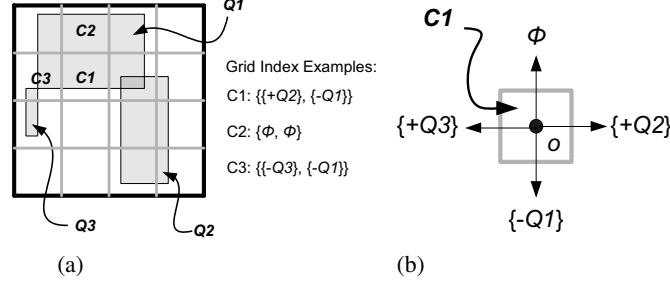 Q1
C2
C3 C1
Q3
Q2
Grid Index Examples:
C1: {{+Q2}, {-Q1}}
C2: {Φ, Φ}
C3: {{-Q3}, {-Q1}}
(a)
C1
Φ
{+Q3} {+Q2}
o
{-Q1}
(b)